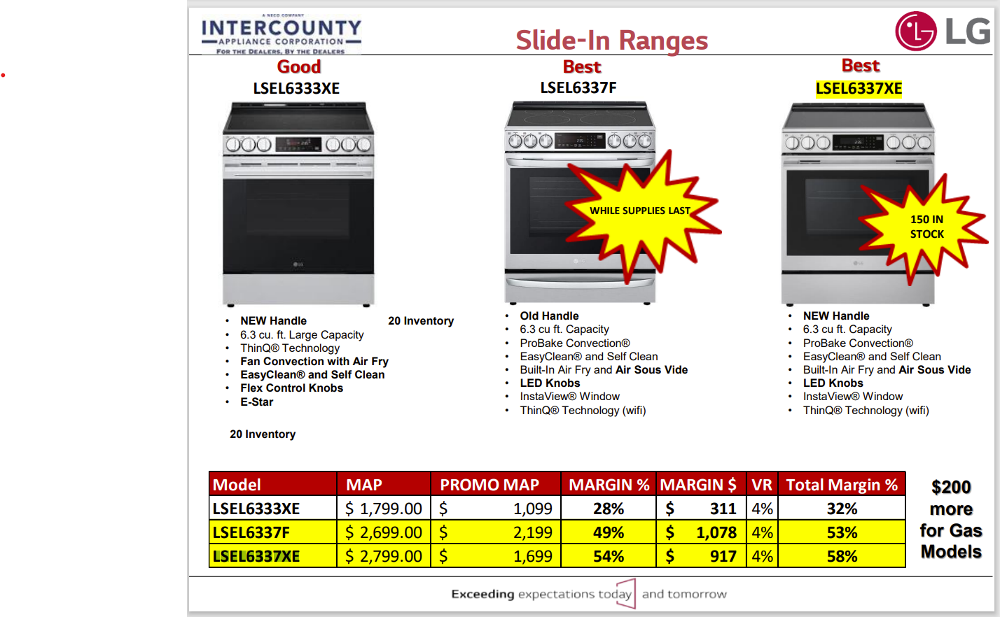 A NECO COMPANY
INTERCOUNTY
APPLIANCE CORPORATION
FOR THE DEALERS, BY THE DEALERS
Slide-In Ranges
LG
Good
LSEL6333XE
Best
LSEL6337F
Best
LSEL6337XE
WHILE SUPPLIES LAST
150 IN
STOCK
LG
LG
LG
• NEW Handle
• 6.3 cu. ft. Large Capacity
• ThinQ® Technology
• Fan Convection with Air Fry
• EasyClean® and Self Clean
• Flex Control Knobs
• E-Star
20 Inventory
20 Inventory
• Old Handle
• 6.3 cu ft. Capacity
• ProBake Convection®
• EasyClean® and Self Clean
• Built-In Air Fry and Air Sous Vide
• LED Knobs
• InstaView® Window
• ThinQ® Technology (wifi)
• NEW Handle
• 6.3 cu ft. Capacity
• ProBake Convection®
• EasyClean® and Self Clean
• Built-In Air Fry and Air Sous Vide
• LED Knobs
• InstaView® Window
• ThinQ® Technology (wifi)
Model MAP PROMO MAP MARGIN % MARGIN $ VR Total Margin %
LSEL6333XE $ 1,799.00 $ 1,099 28% $ 311 4% 32%
LSEL6337F $ 2,699.00 $ 2,199 49% $ 1,078 4% 53%
LSEL6337XE $ 2,799.00 $ 1,699 54% $ 917 4% 58%
$200
more
for Gas
Models
Exceeding expectations today and tomorrow